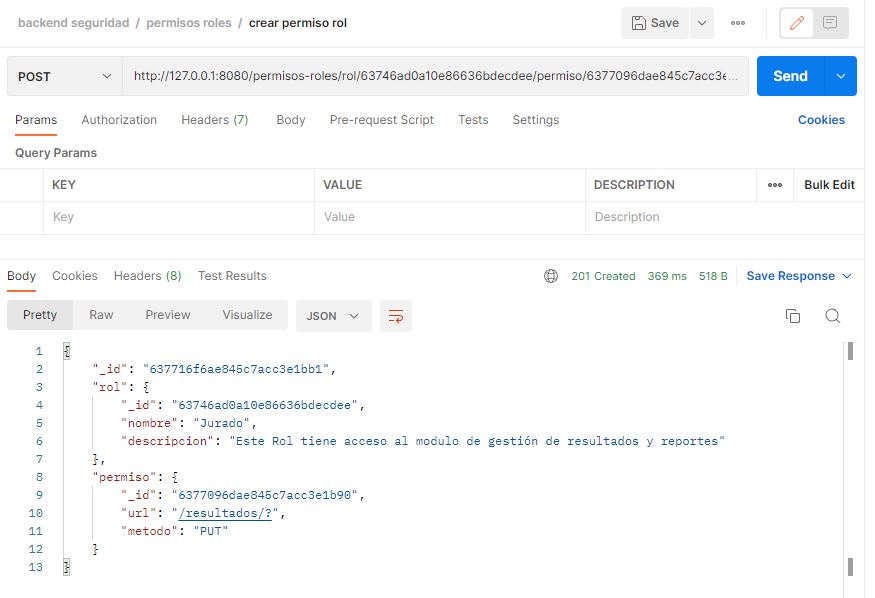 backend seguridad / permisos roles / crear permiso rol
Save
POST
http://127.0.0.1:8080/permisos-roles/rol/63746ad0a10e86636bdecdee/permiso/6377096dae845c7acc3e...
Send
Params Authorization Headers (7) Body Pre-request Script Tests Settings Cookies
Query Params
KEY VALUE DESCRIPTION Bulk Edit
Key Value Description
Body Cookies Headers (8) Test Results 201 Created 369 ms 518 B Save Response
Pretty Raw Preview Visualize JSON
1 {
2 "_id": "637716f6ae845c7acc3e1bb1",
3 "rol": {
4 "_id": "63746ad0a10e86636bdecdee",
5 "nombre": "Jurado",
6 "descripcion": "Este Rol tiene acceso al modulo de gestión de resultados y reportes"
7 },
8 "permiso": {
9 "_id": "6377096dae845c7acc3e1b90",
10 "url": "/resultados/?",
11 "metodo": "PUT"
12 }
13 }